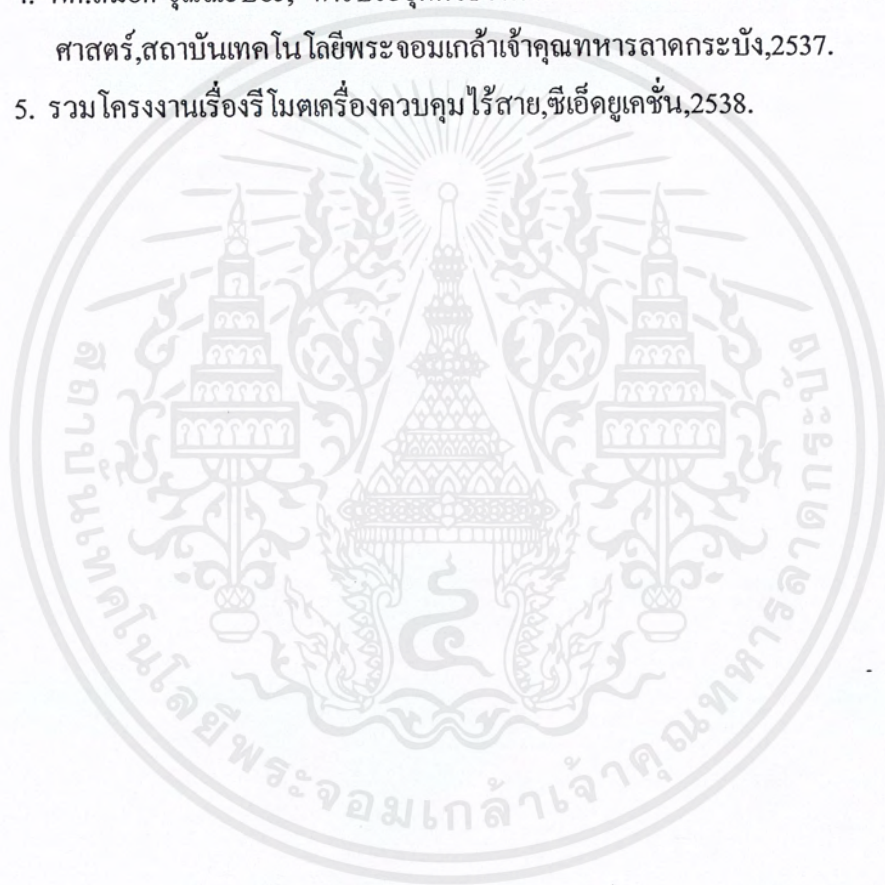 ศาสตร์,สถาบันเทคโนโลยีพระจอมเกล้าเจ้าคุณทหารลาดกระบัง,2537.
5. รวมโครงงานเรื่องรีโมตเครื่องควบคุมไร้สาย,ซีเอ็ดยูเคชั่น,2538.
สถาบันเทคโนโลยีพระจอมเกล้าเจ้าคุณทหารลาดกระบัง